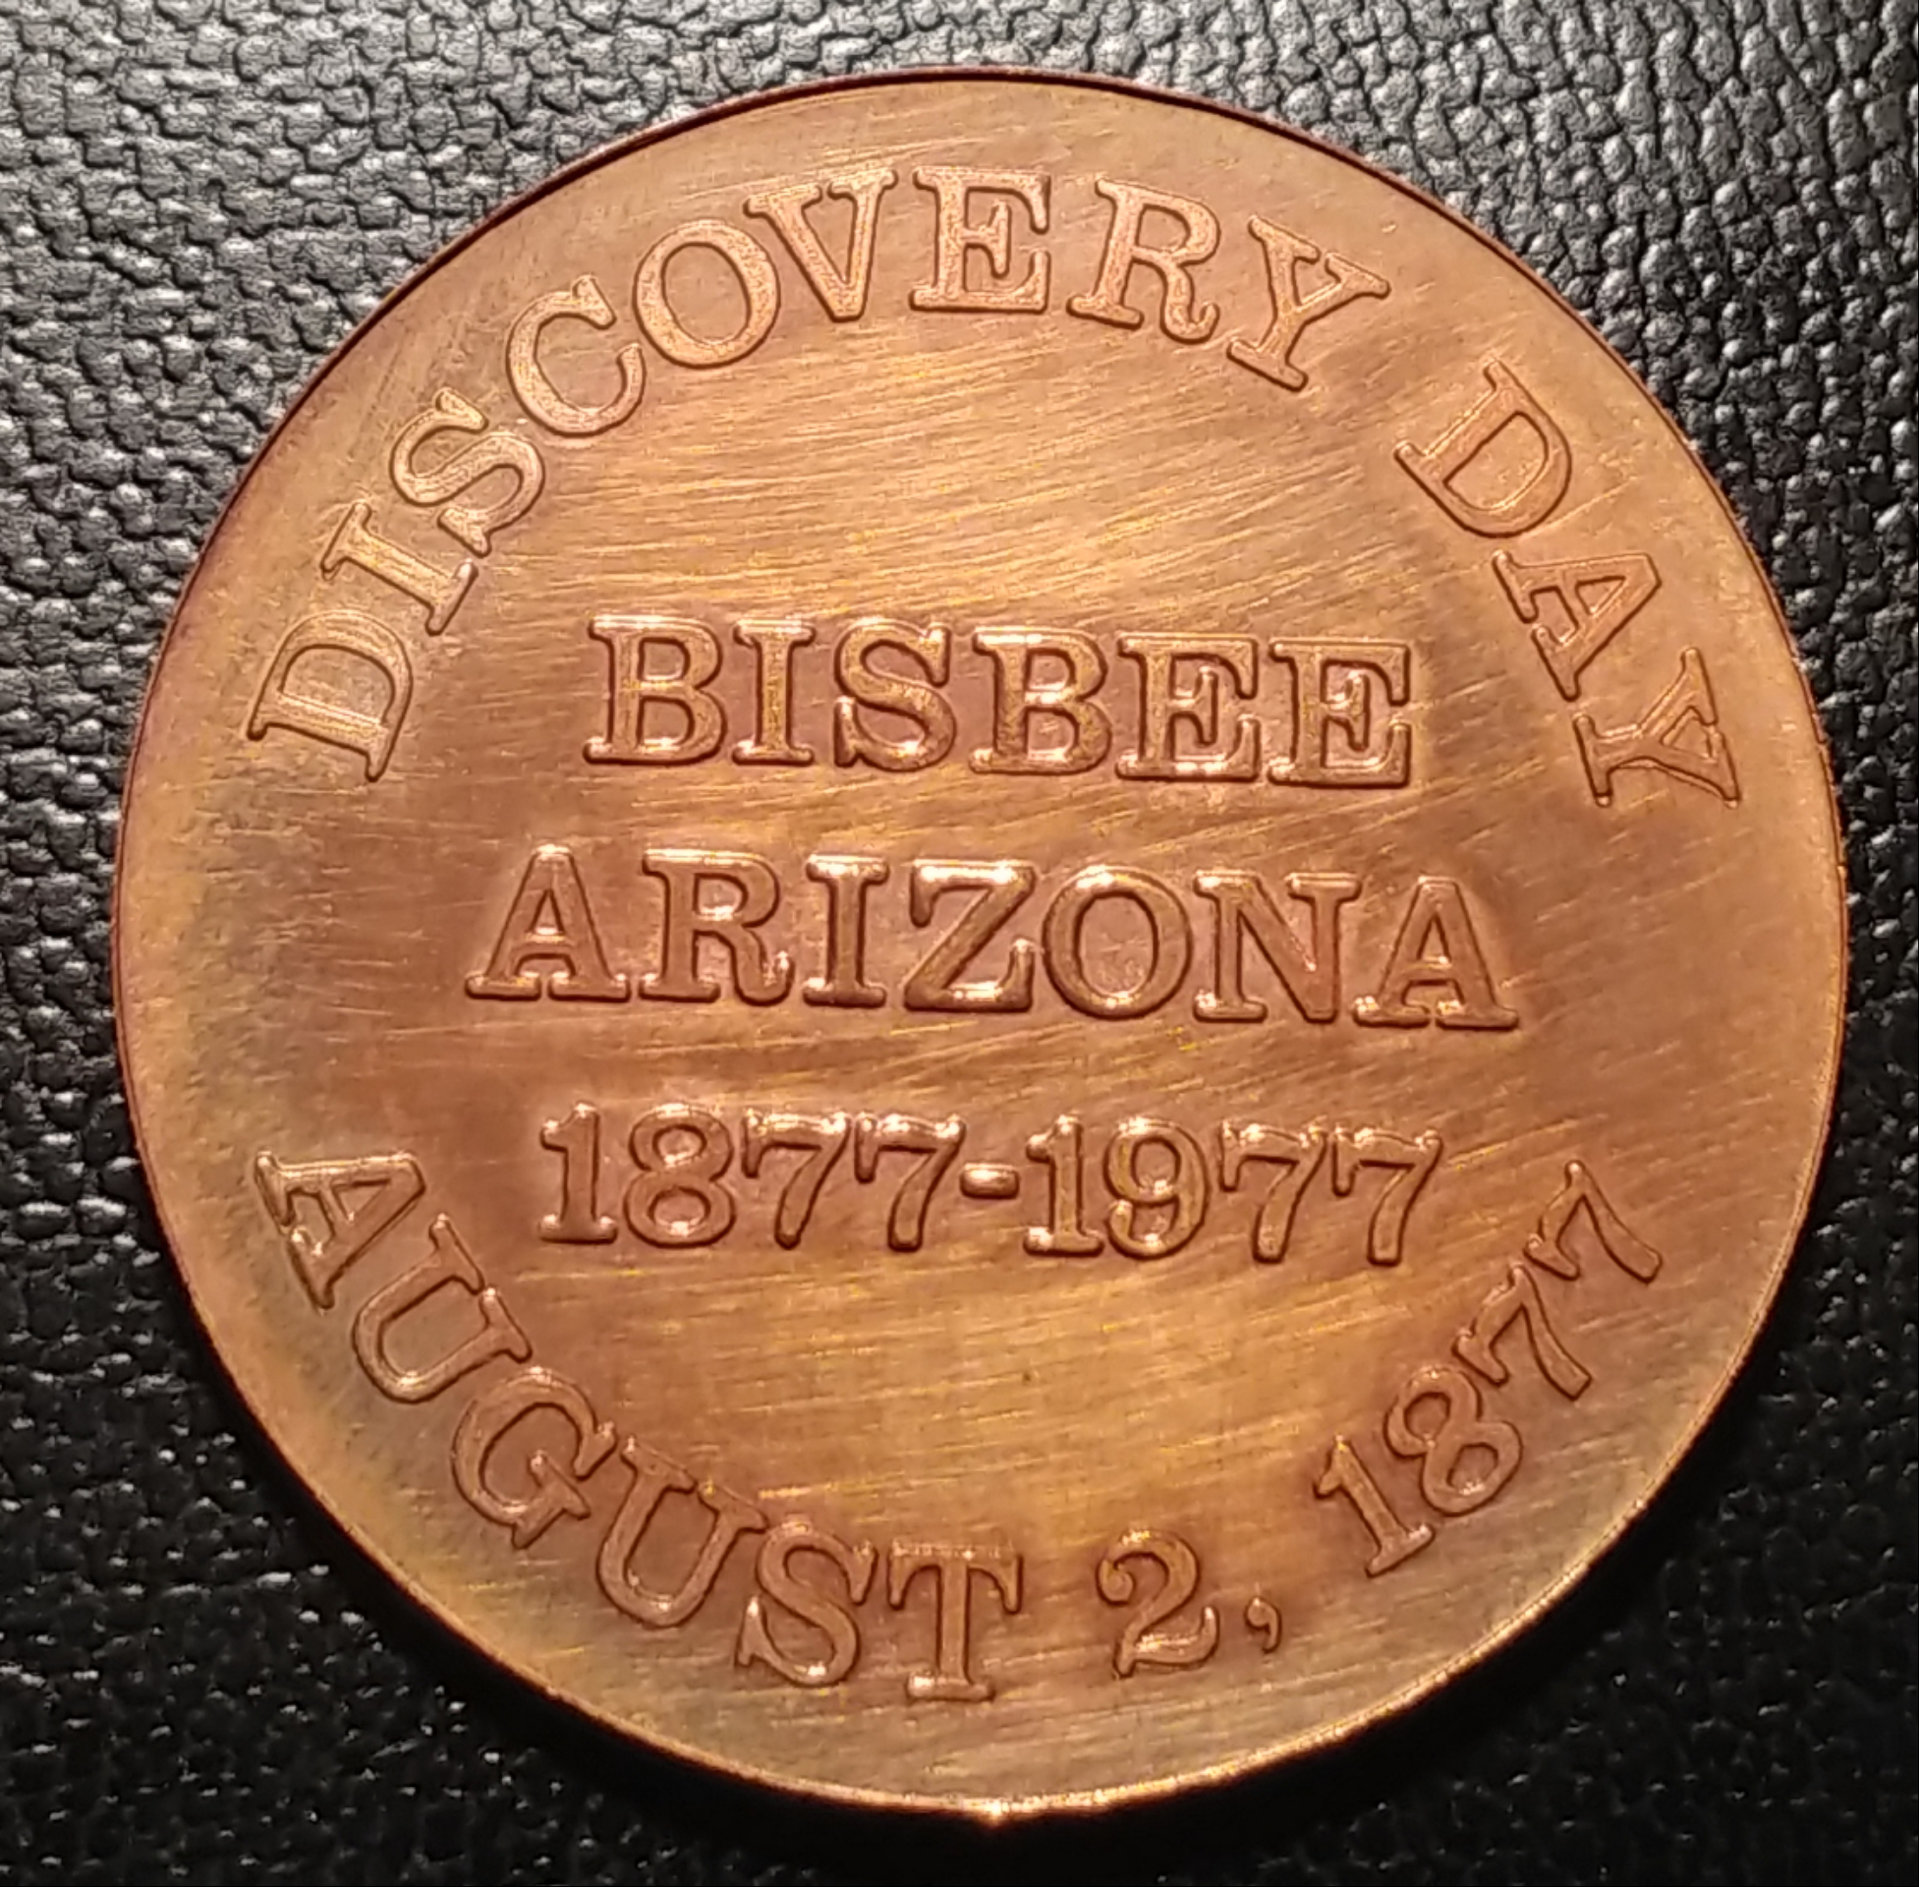 DISCOVERY DAY
BISBEE
ARIZONA
1877-1977
AUGUST 2, 1877